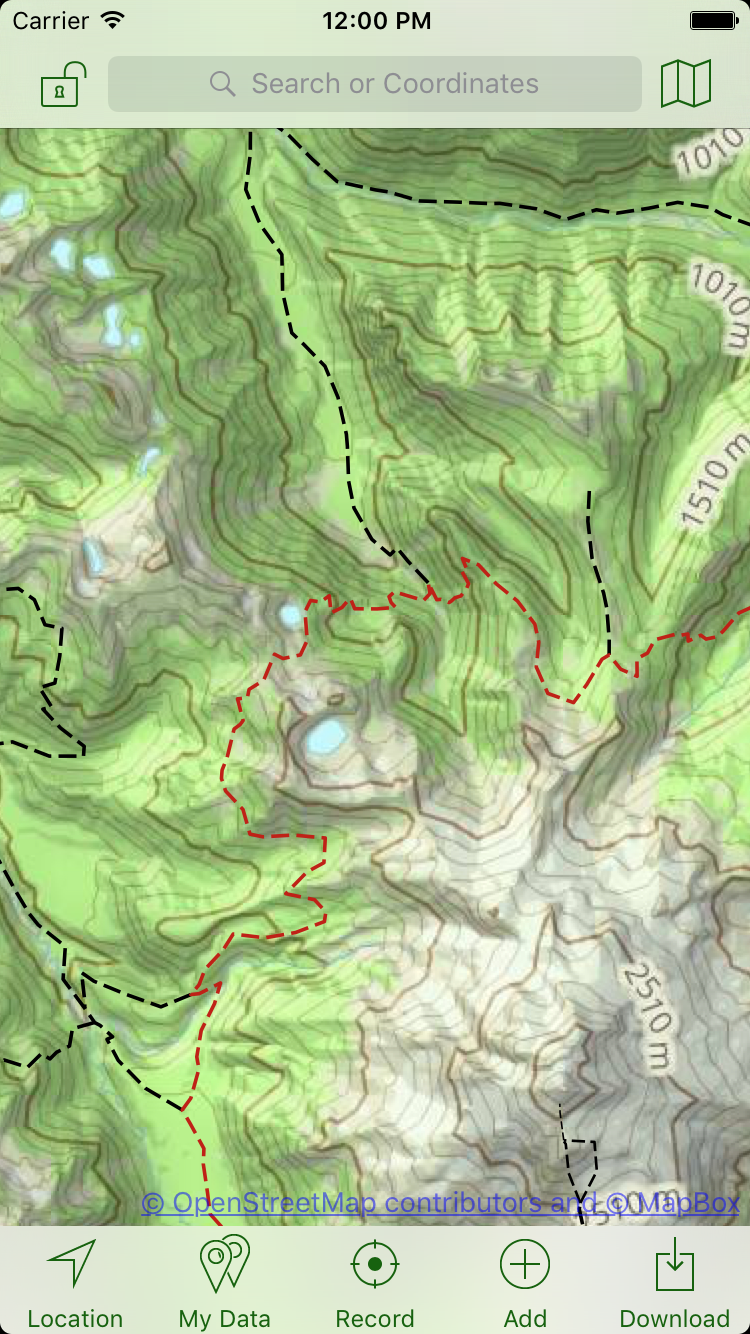 Carrier 12:00 PM
Search or Coordinates
1010
1010 m
1510 m
2510 m
© OpenStreetMap contributors and © MapBox
Location My Data Record Add Download